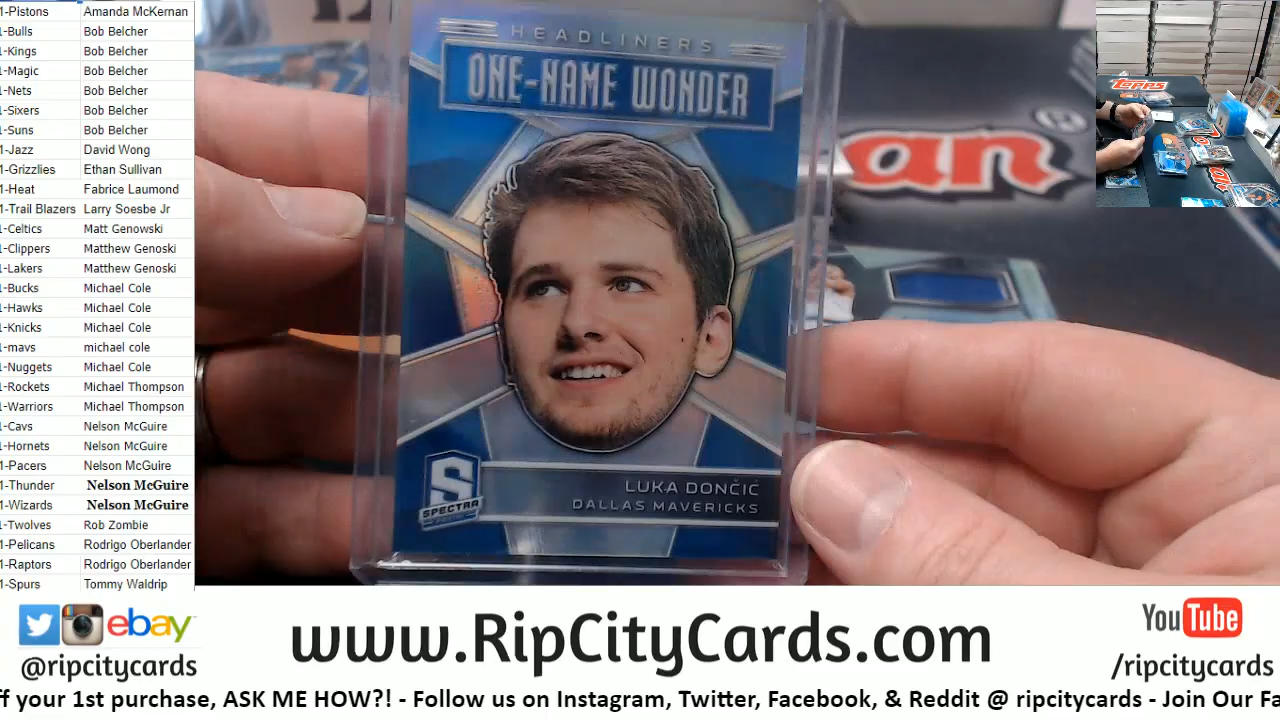 1-Pistons Amanda McKernan
1-Bulls Bob Belcher
1-Kings Bob Belcher
1-Magic Bob Belcher
1-Nets Bob Belcher
1-Sixers Bob Belcher
1-Suns Bob Belcher
1-Jazz David Wong
1-Grizzlies Ethan Sullivan
1-Heat Fabrice Laumond
1-Trail Blazers Larry Soesbe Jr
1-Celtics Matt Genowski
1-Clippers Matthew Genoski
1-Lakers Matthew Genoski
1-Bucks Michael Cole
1-Hawks Michael Cole
1-Knicks Michael Cole
1-mavs michael cole
1-Nuggets Michael Cole
1-Rockets Michael Thompson
1-Warriors Michael Thompson
1-Cavs Nelson McGuire
1-Hornets Nelson McGuire
1-Pacers Nelson McGuire
1-Thunder Nelson McGuire
1-Wizards Nelson McGuire
1-Twolves Rob Zombie
1-Pelicans Rodrigo Oberlander
1-Raptors Rodrigo Oberlander
1-Spurs Tommy Waldrip
HEADLINERS
ONE-NAME WONDER
S
SPECTRA
LUKA DONČIĆ
DALLAS MAVERICKS
an®
TOPPS
ebay
@ripcitycards
www.RipCityCards.com
YouTube
/ripcitycards
ff your 1st purchase, ASK ME HOW?! - Follow us on Instagram, Twitter, Facebook, & Reddit @ ripcitycards - Join Our Fa